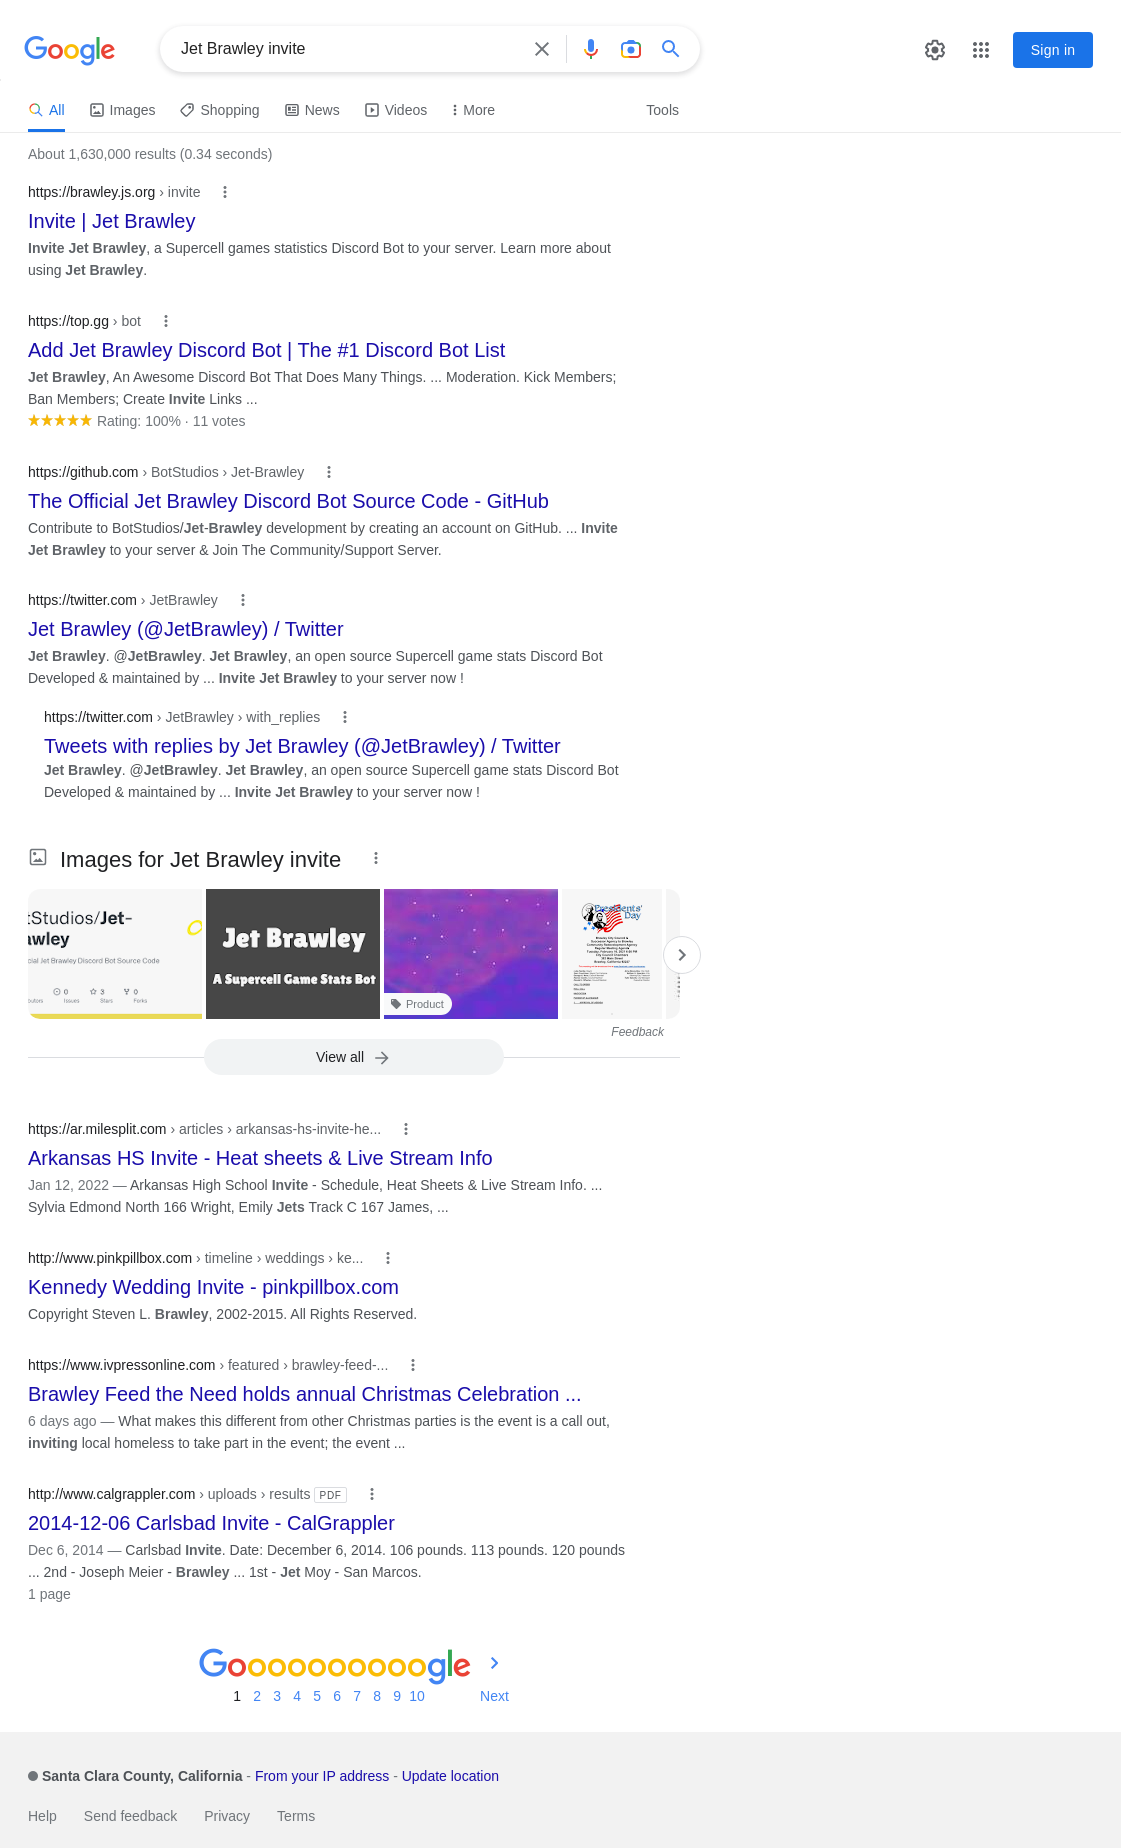 Google
Jet Brawley invite
Sign in
All
Images
Shopping
News
Videos
More
Tools
About 1,630,000 results (0.34 seconds)
https://brawley.js.org › invite
Invite | Jet Brawley
Invite Jet Brawley, a Supercell games statistics Discord Bot to your server. Learn more about
using Jet Brawley.
https://top.gg › bot
Add Jet Brawley Discord Bot | The #1 Discord Bot List
Jet Brawley, An Awesome Discord Bot That Does Many Things. ... Moderation. Kick Members;
Ban Members; Create Invite Links ...
Rating: 100% · 11 votes
https://github.com › BotStudios › Jet-Brawley
The Official Jet Brawley Discord Bot Source Code - GitHub
Contribute to BotStudios/Jet-Brawley development by creating an account on GitHub. ... Invite
Jet Brawley to your server & Join The Community/Support Server.
https://twitter.com › JetBrawley
Jet Brawley (@JetBrawley) / Twitter
Jet Brawley. @JetBrawley. Jet Brawley, an open source Supercell game stats Discord Bot
Developed & maintained by ... Invite Jet Brawley to your server now !
https://twitter.com › JetBrawley › with_replies
Tweets with replies by Jet Brawley (@JetBrawley) / Twitter
Jet Brawley. @JetBrawley. Jet Brawley, an open source Supercell game stats Discord Bot
Developed & maintained by ... Invite Jet Brawley to your server now !
Images for Jet Brawley invite
tStudios/Jet-
awley
cial Jet Brawley Discord Bot Source Code
0 3 0
utors Issues Stars Forks
Jet Brawley
A Supercell Game Stats Bot
Product
Presidents'
Day
Feedback
View all
https://ar.milesplit.com › articles › arkansas-hs-invite-he...
Arkansas HS Invite - Heat sheets & Live Stream Info
Jan 12, 2022 — Arkansas High School Invite - Schedule, Heat Sheets & Live Stream Info. ...
Sylvia Edmond North 166 Wright, Emily Jets Track C 167 James, ...
http://www.pinkpillbox.com › timeline › weddings › ke...
Kennedy Wedding Invite - pinkpillbox.com
Copyright Steven L. Brawley, 2002-2015. All Rights Reserved.
https://www.ivpressonline.com › featured › brawley-feed-...
Brawley Feed the Need holds annual Christmas Celebration ...
6 days ago — What makes this different from other Christmas parties is the event is a call out,
inviting local homeless to take part in the event; the event ...
http://www.calgrappler.com › uploads › results PDF
2014-12-06 Carlsbad Invite - CalGrappler
Dec 6, 2014 — Carlsbad Invite. Date: December 6, 2014. 106 pounds. 113 pounds. 120 pounds
... 2nd - Joseph Meier - Brawley ... 1st - Jet Moy - San Marcos.
1 page
Goooooooooogle
1 2 3 4 5 6 7 8 9 10 Next
Santa Clara County, California - From your IP address - Update location
Help Send feedback Privacy Terms